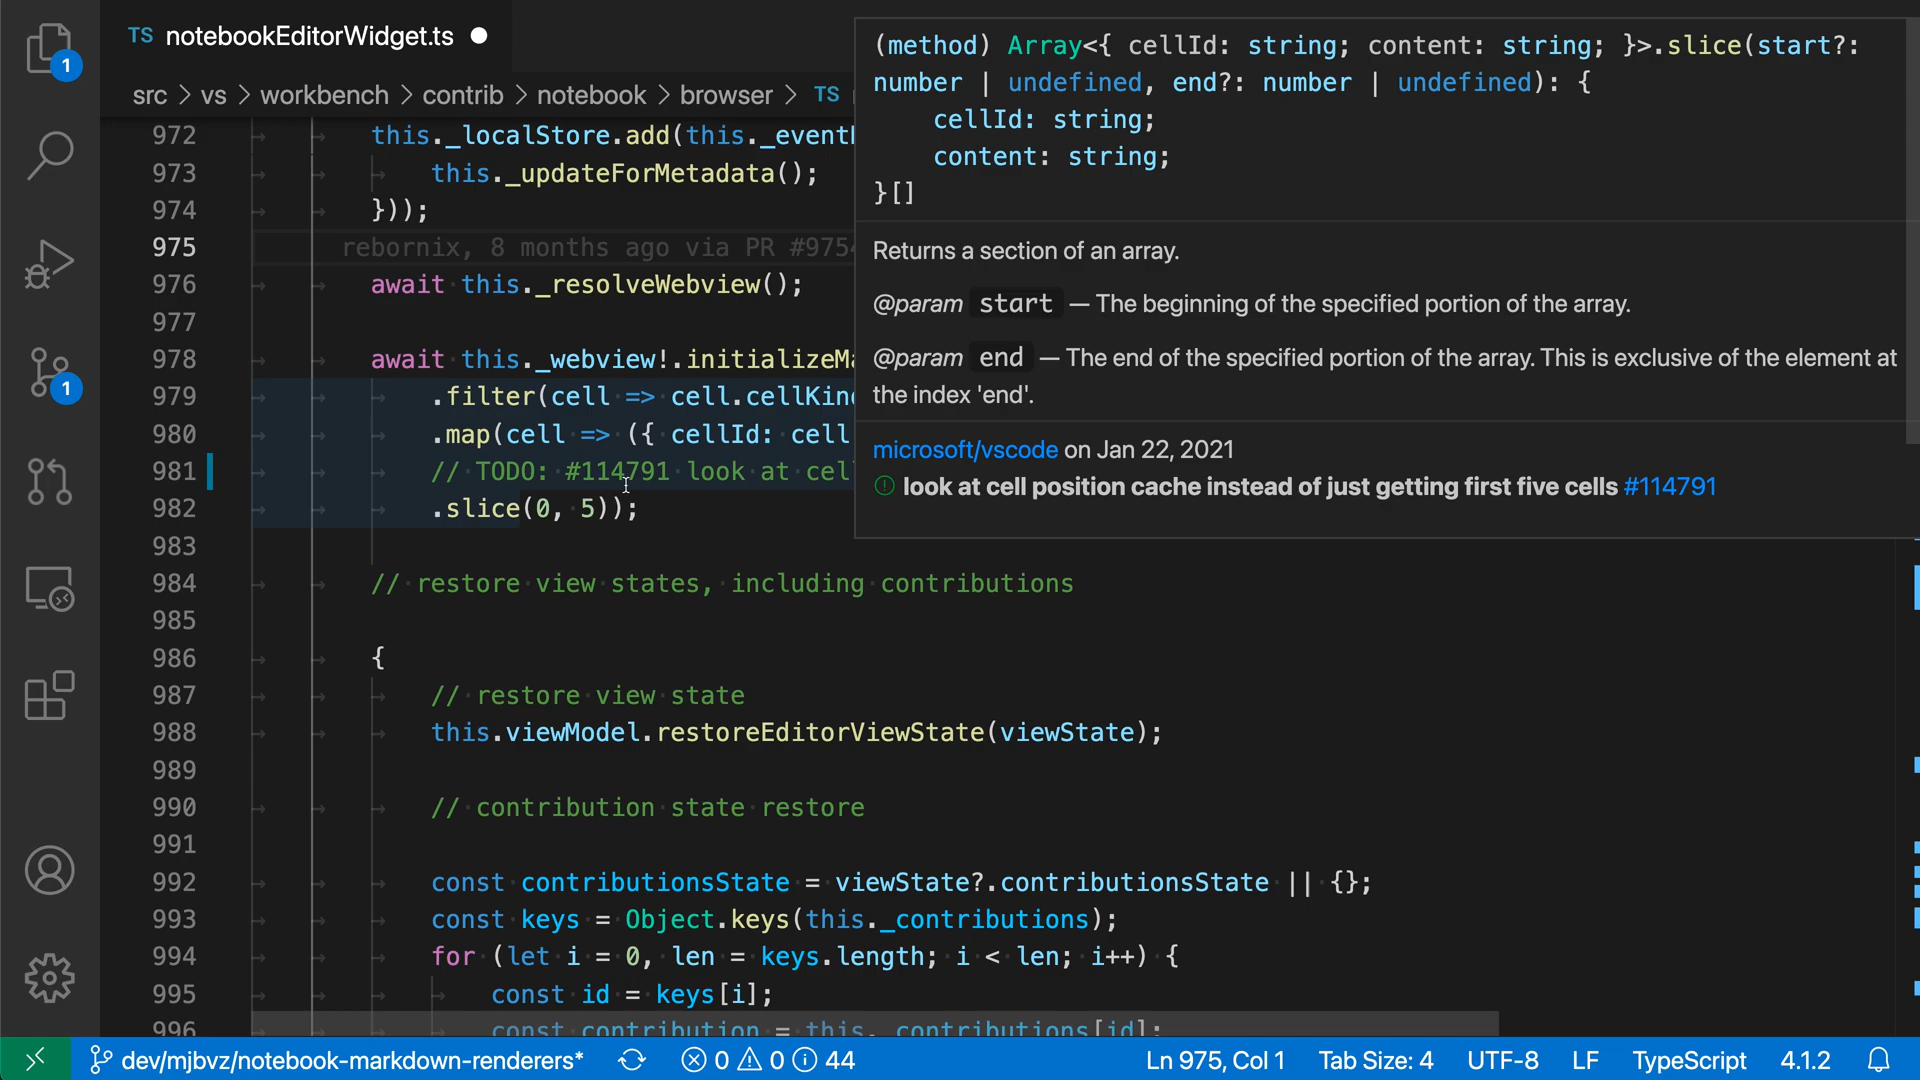 TS notebookEditorWidget.ts
src > vs > workbench > contrib > notebook > browser > TS
972 this._localStore.add(this._event
973 this._updateForMetadata();
974 }));
975 rebornix, 8 months ago via PR #975
976 await this._resolveWebview();
977
978 await this._webview!.initializeMa
979 .filter(cell => cell.cellKind
980 .map(cell => ({ cellId: cell
981 // TODO: #114791 look at cell
982 .slice(0, 5));
983
984 // restore view states, including contributions
985
986 {
987 // restore view state
988 this.viewModel.restoreEditorViewState(viewState);
989
990 // contribution state restore
991
992 const contributionsState = viewState?.contributionsState || {};
993 const keys = Object.keys(this._contributions);
994 for (let i = 0, len = keys.length; i < len; i++) {
995 const id = keys[i];
996 const contribution = this._contributions[id];
(method) Array<{ cellId: string; content: string; }>.slice(start?:
number | undefined, end?: number | undefined): {
cellId: string;
content: string;
}[]
Returns a section of an array.
@param start — The beginning of the specified portion of the array.
@param end — The end of the specified portion of the array. This is exclusive of the element at
the index 'end'.
microsoft/vscode on Jan 22, 2021
look at cell position cache instead of just getting first five cells #114791
1
1
dev/mjbvz/notebook-markdown-renderers* 0 0 44 Ln 975, Col 1 Tab Size: 4 UTF-8 LF TypeScript 4.1.2